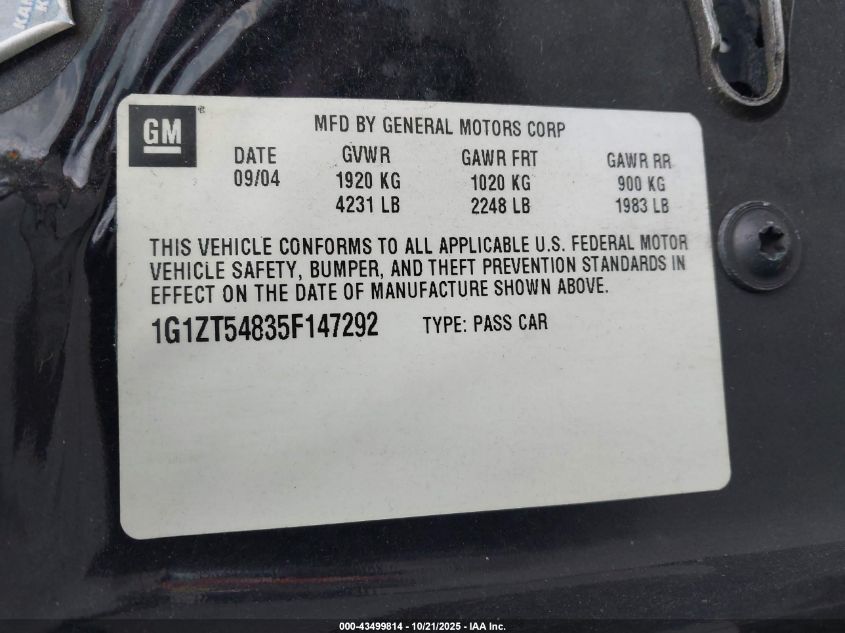 GM
MFD BY GENERAL MOTORS CORP
DATE GVWR GAWR FRT GAWR RR
09/04 1920 KG 1020 KG 900 KG
4231 LB 2248 LB 1983 LB
THIS VEHICLE CONFORMS TO ALL APPLICABLE U.S. FEDERAL MOTOR
VEHICLE SAFETY, BUMPER, AND THEFT PREVENTION STANDARDS IN
EFFECT ON THE DATE OF MANUFACTURE SHOWN ABOVE.
1G1ZT54835F147292 TYPE: PASS CAR
000-43499814 - 10/21/2025 - IAA Inc.